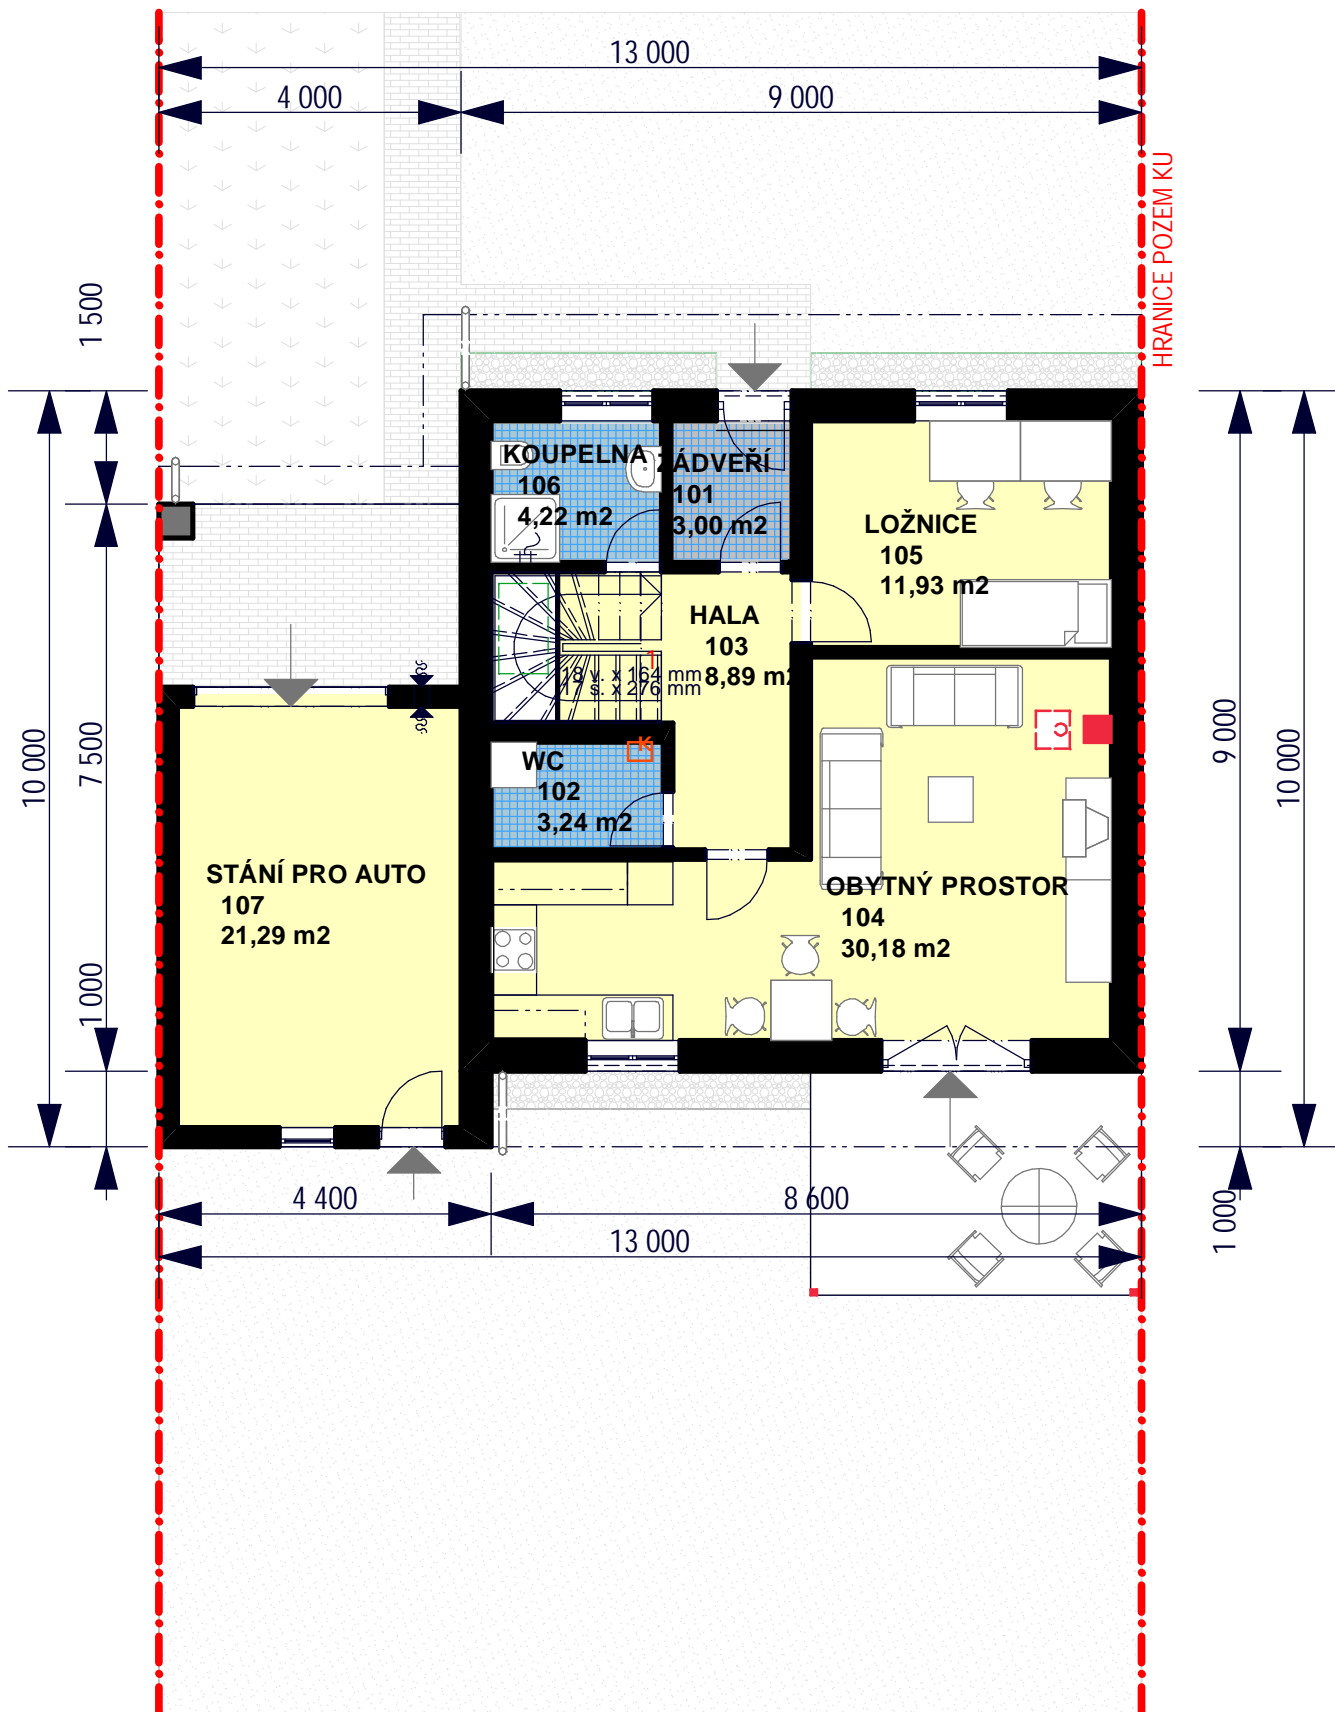 13 000
4 000
9 000
HRANICE POZEM KU
1 500
KOUPELNA
106
4,22 m2
ZÁDVEŘÍ
101
3,00 m2
LOŽNICE
105
11,93 m2
HALA
103
8,89 m2
1
18 v. x 164 mm
17 š. x 276 mm
10 000
7 500
9 000
10 000
K
WC
102
3,24 m2
STÁNÍ PRO AUTO
107
21,29 m2
OBYTNÝ PROSTOR
104
30,18 m2
1 000
4 400
8 600
1 000
13 000